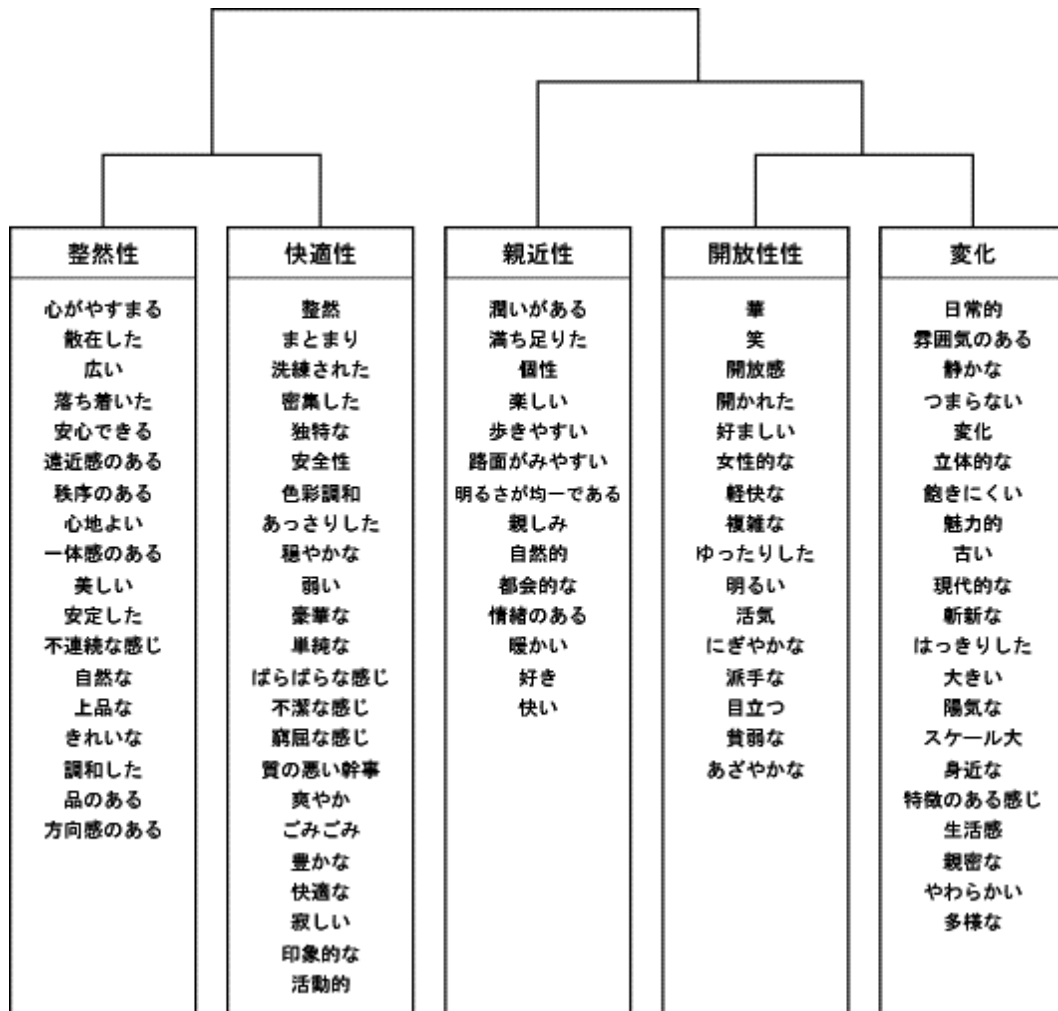 整然性
心がやすまる
散在した
広い
落ち着いた
安心できる
遠近感のある
秩序のある
心地よい
一体感のある
美しい
安定した
不連続な感じ
自然な
上品な
きれいな
調和した
品のある
方向感のある
快適性
整然
まとまり
洗練された
密集した
独特な
安全性
色彩調和
あっさりした
穏やかな
弱い
豪華な
単純な
ばらばらな感じ
不潔な感じ
窮屈な感じ
質の悪い幹事
爽やか
ごみごみ
豊かな
快適な
寂しい
印象的な
活動的
親近性
潤いがある
満ち足りた
個性
楽しい
歩きやすい
路面がみやすい
明るさが均一である
親しみ
自然的
都会的な
情緒のある
暖かい
好き
快い
開放性性
華
笑
開放感
開かれた
好ましい
女性的な
軽快な
複雑な
ゆったりした
明るい
活気
にぎやかな
派手な
目立つ
貧弱な
あざやかな
変化
日常的
雰囲気のある
静かな
つまらない
変化
立体的な
飽きにくい
魅力的
古い
現代的な
斬新な
はっきりした
大きい
陽気な
スケール大
身近な
特徴のある感じ
生活感
親密な
やわらかい
多様な